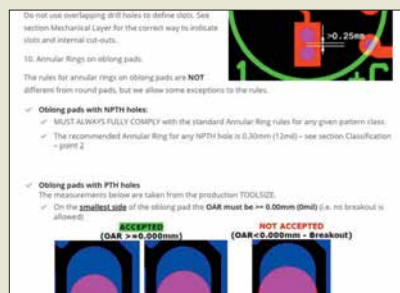 Do not use overlapping drill holes to define slots. See
section Mechanical Layer for the correct way to indicate
slots and internal cut-outs.
>0.25mm
10. Annular Rings on oblong pads.
The rules for annular rings on oblong pads are NOT
different from round pads, but we allow some exceptions to the rules.
Oblong pads with NPTH holes:
MUST ALWAYS FULLY COMPLY with the standard Annular Ring rules for any given pattern class.
The recommended Annular Ring for any NPTH hole is 0.30mm (12mil) – see section Classification
– point 2
Oblong pads with PTH holes
The measurements below are taken from the production TOOLSIZE.
On the smallest side of the oblong pad the OAR must be >= 0.00mm (0mil) (i.e. no breakout is
allowed)
ACCEPTED
(OAR >=0.000mm)
NOT ACCEPTED
(OAR<0.000mm - Breakout)